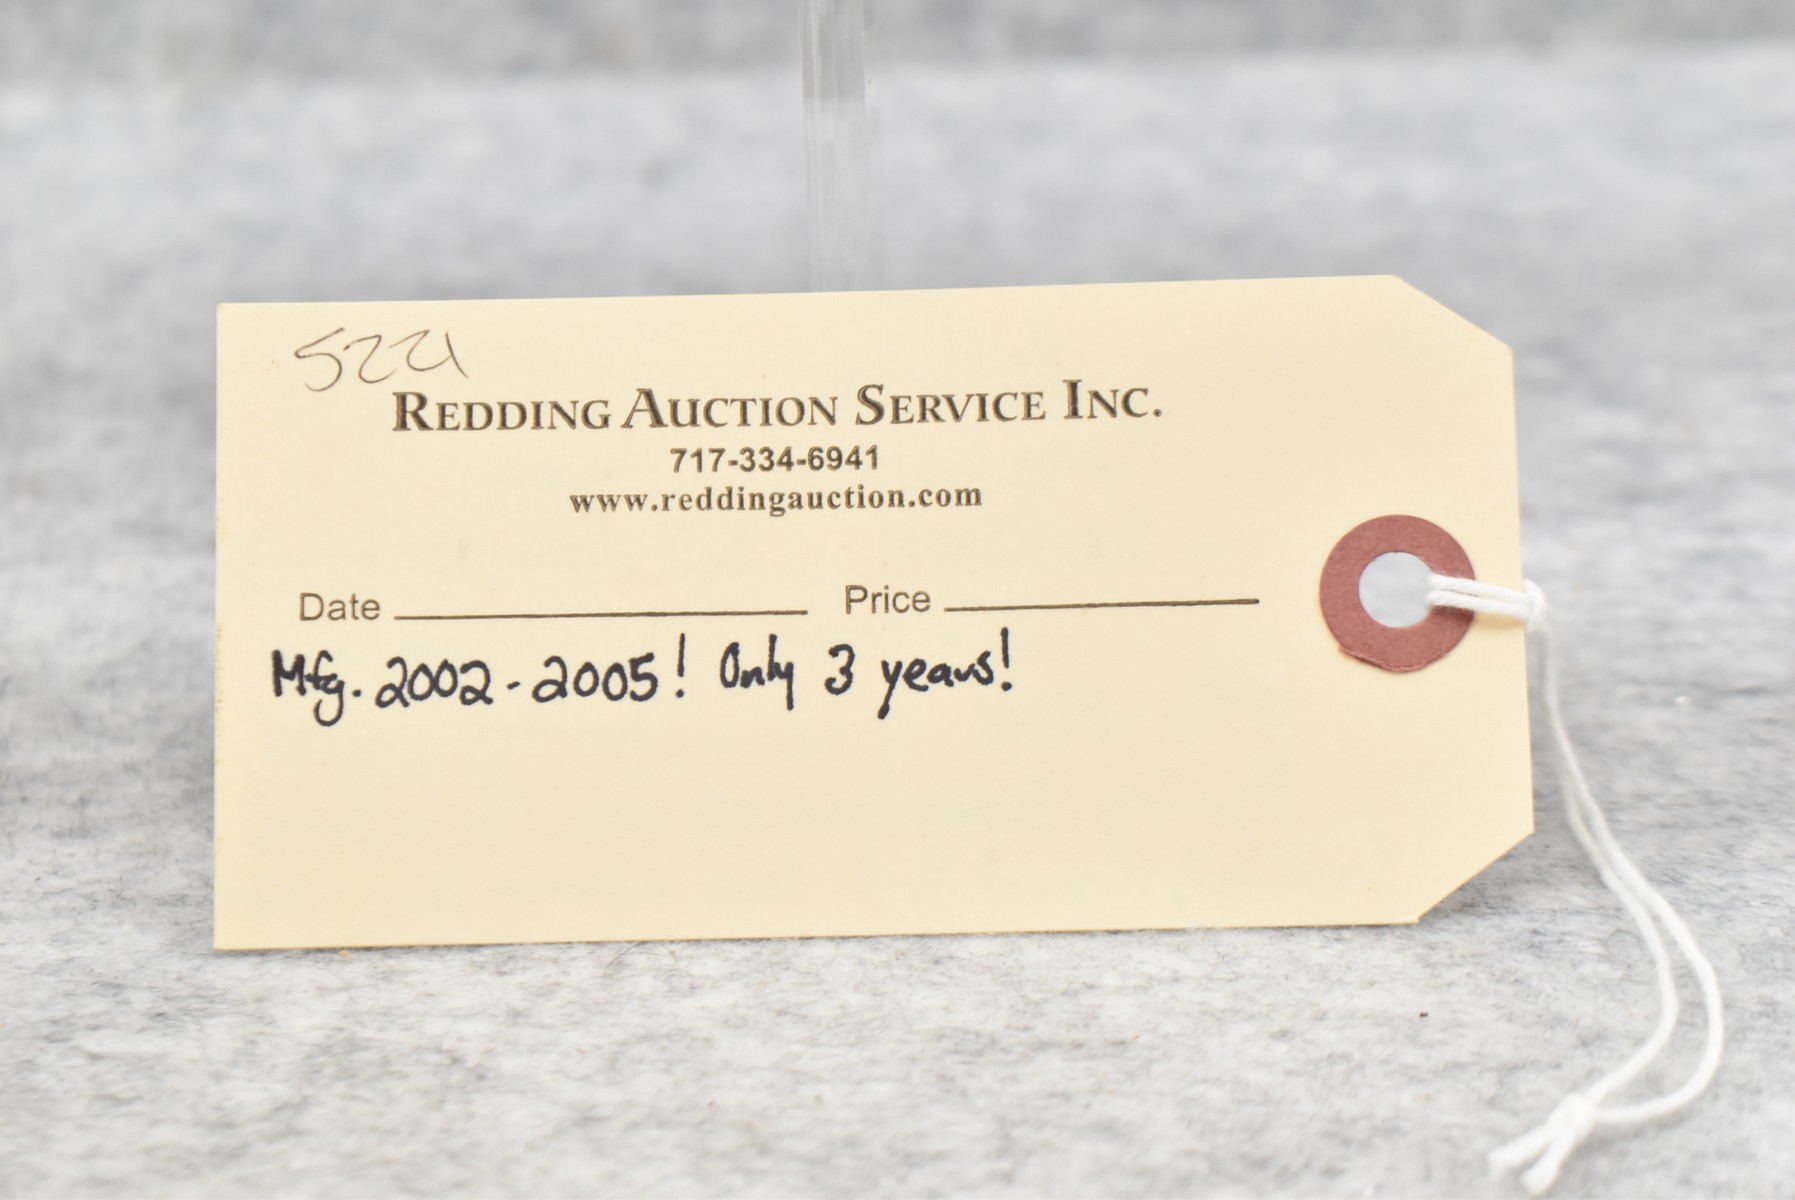 5221
REDDING AUCTION SERVICE INC.
717-334-6941
www.reddingauction.com
Date Price
Mfg. 2002-2005! Only 3 years!